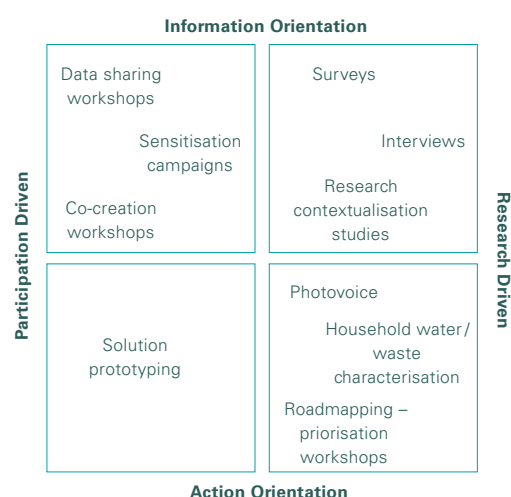 Information Orientation
Data sharing
workshops
Sensitisation
campaigns
Co-creation
workshops
Surveys
Interviews
Research
contextualisation
studies
Participation Driven
Research Driven
Solution
prototyping
Photovoice
Household water/
waste
characterisation
Roadmapping –
priorisation
workshops
Action Orientation